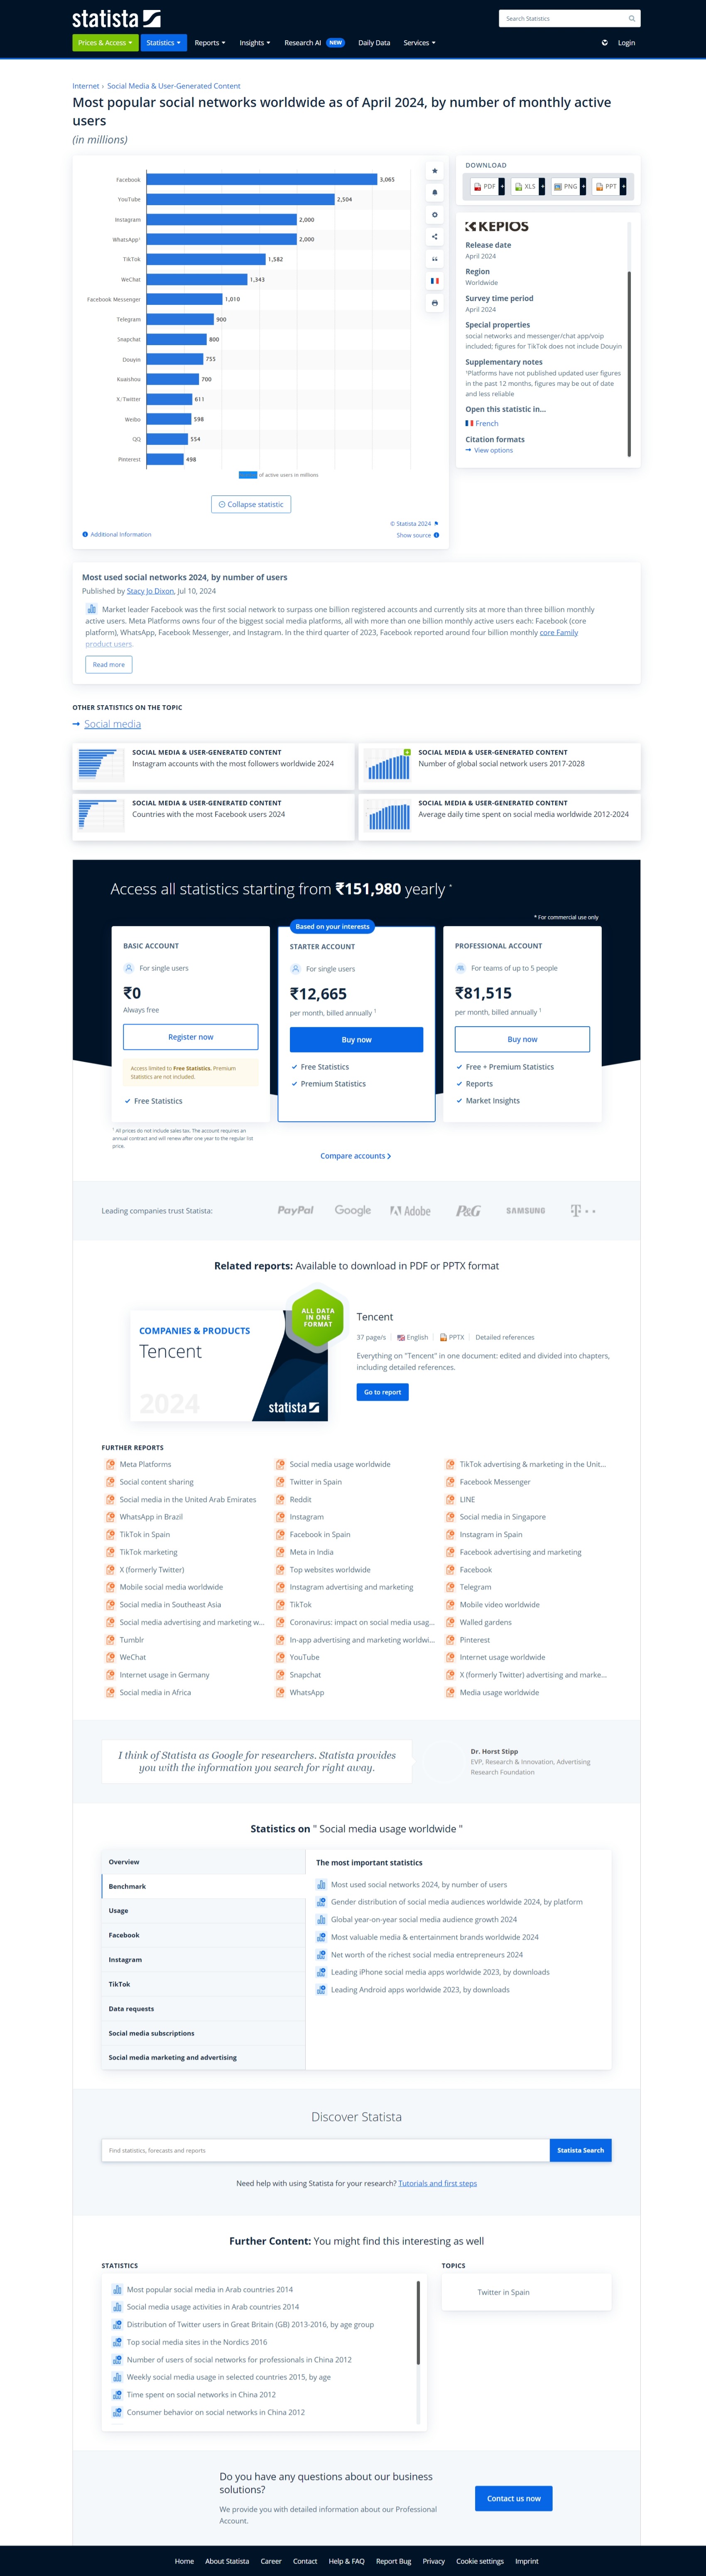 statista
Search Statistics
Prices & Access
Statistics
Reports
Insights
Research AI NEW
Daily Data
Services
Login
Internet › Social Media & User-Generated Content
Most popular social networks worldwide as of April 2024, by number of monthly active
users
(in millions)
Facebook 3,065
YouTube 2,504
Instagram 2,000
WhatsApp¹ 2,000
TikTok 1,582
WeChat 1,343
Facebook Messenger 1,010
Telegram 900
Snapchat 800
Douyin 755
Kuaishou 700
X/Twitter 611
Weibo 598
QQ 554
Pinterest 498
of active users in millions
Collapse statistic
© Statista 2024
Additional Information
Show source
DOWNLOAD
PDF +
XLS +
PNG +
PPT +
KEPIOS
Release date
April 2024
Region
Worldwide
Survey time period
April 2024
Special properties
social networks and messenger/chat app/voip
included; figures for TikTok does not include Douyin
Supplementary notes
¹Platforms have not published updated user figures
in the past 12 months, figures may be out of date
and less reliable
Open this statistic in...
French
Citation formats
View options
Most used social networks 2024, by number of users
Published by Stacy Jo Dixon, Jul 10, 2024
Market leader Facebook was the first social network to surpass one billion registered accounts and currently sits at more than three billion monthly
active users. Meta Platforms owns four of the biggest social media platforms, all with more than one billion monthly active users each: Facebook (core
platform), WhatsApp, Facebook Messenger, and Instagram. In the third quarter of 2023, Facebook reported around four billion monthly core Family
product users.
Read more
OTHER STATISTICS ON THE TOPIC
Social media
SOCIAL MEDIA & USER-GENERATED CONTENT
Instagram accounts with the most followers worldwide 2024
SOCIAL MEDIA & USER-GENERATED CONTENT
Number of global social network users 2017-2028
SOCIAL MEDIA & USER-GENERATED CONTENT
Countries with the most Facebook users 2024
SOCIAL MEDIA & USER-GENERATED CONTENT
Average daily time spent on social media worldwide 2012-2024
Access all statistics starting from ₹151,980 yearly *
* For commercial use only
BASIC ACCOUNT
For single users
₹0
Always free
Register now
Access limited to Free Statistics. Premium
Statistics are not included.
Free Statistics
Based on your interests
STARTER ACCOUNT
For single users
₹12,665
per month, billed annually ¹
Buy now
Free Statistics
Premium Statistics
PROFESSIONAL ACCOUNT
For teams of up to 5 people
₹81,515
per month, billed annually ¹
Buy now
Free + Premium Statistics
Reports
Market Insights
¹ All prices do not include sales tax. The account requires an
annual contract and will renew after one year to the regular list
price.
Compare accounts
Leading companies trust Statista:
PayPal
Google
Adobe
P&G
SAMSUNG
T
Related reports: Available to download in PDF or PPTX format
ALL DATA
IN ONE
FORMAT
COMPANIES & PRODUCTS
Tencent
2024
statista
Tencent
37 page/s
English
PPTX
Detailed references
Everything on "Tencent" in one document: edited and divided into chapters,
including detailed references.
Go to report
FURTHER REPORTS
Meta Platforms
Social media usage worldwide
TikTok advertising & marketing in the Unit...
Social content sharing
Twitter in Spain
Facebook Messenger
Social media in the United Arab Emirates
Reddit
LINE
WhatsApp in Brazil
Instagram
Social media in Singapore
TikTok in Spain
Facebook in Spain
Instagram in Spain
TikTok marketing
Meta in India
Facebook advertising and marketing
X (formerly Twitter)
Top websites worldwide
Facebook
Mobile social media worldwide
Instagram advertising and marketing
Telegram
Social media in Southeast Asia
TikTok
Mobile video worldwide
Social media advertising and marketing w...
Coronavirus: impact on social media usag...
Walled gardens
Tumblr
In-app advertising and marketing worldwi...
Pinterest
WeChat
YouTube
Internet usage worldwide
Internet usage in Germany
Snapchat
X (formerly Twitter) advertising and marke...
Social media in Africa
WhatsApp
Media usage worldwide
I think of Statista as Google for researchers. Statista provides
you with the information you search for right away.
Dr. Horst Stipp
EVP, Research & Innovation, Advertising
Research Foundation
Statistics on " Social media usage worldwide "
Overview
Benchmark
Usage
Facebook
Instagram
TikTok
Data requests
Social media subscriptions
Social media marketing and advertising
The most important statistics
Most used social networks 2024, by number of users
Gender distribution of social media audiences worldwide 2024, by platform
Global year-on-year social media audience growth 2024
Most valuable media & entertainment brands worldwide 2024
Net worth of the richest social media entrepreneurs 2024
Leading iPhone social media apps worldwide 2023, by downloads
Leading Android apps worldwide 2023, by downloads
Discover Statista
Find statistics, forecasts and reports
Statista Search
Need help with using Statista for your research? Tutorials and first steps
Further Content: You might find this interesting as well
STATISTICS
Most popular social media in Arab countries 2014
Social media usage activities in Arab countries 2014
Distribution of Twitter users in Great Britain (GB) 2013-2016, by age group
Top social media sites in the Nordics 2016
Number of users of social networks for professionals in China 2012
Weekly social media usage in selected countries 2015, by age
Time spent on social networks in China 2012
Consumer behavior on social networks in China 2012
TOPICS
Twitter in Spain
Do you have any questions about our business
solutions?
We provide you with detailed information about our Professional
Account.
Contact us now
Home
About Statista
Career
Contact
Help & FAQ
Report Bug
Privacy
Cookie settings
Imprint